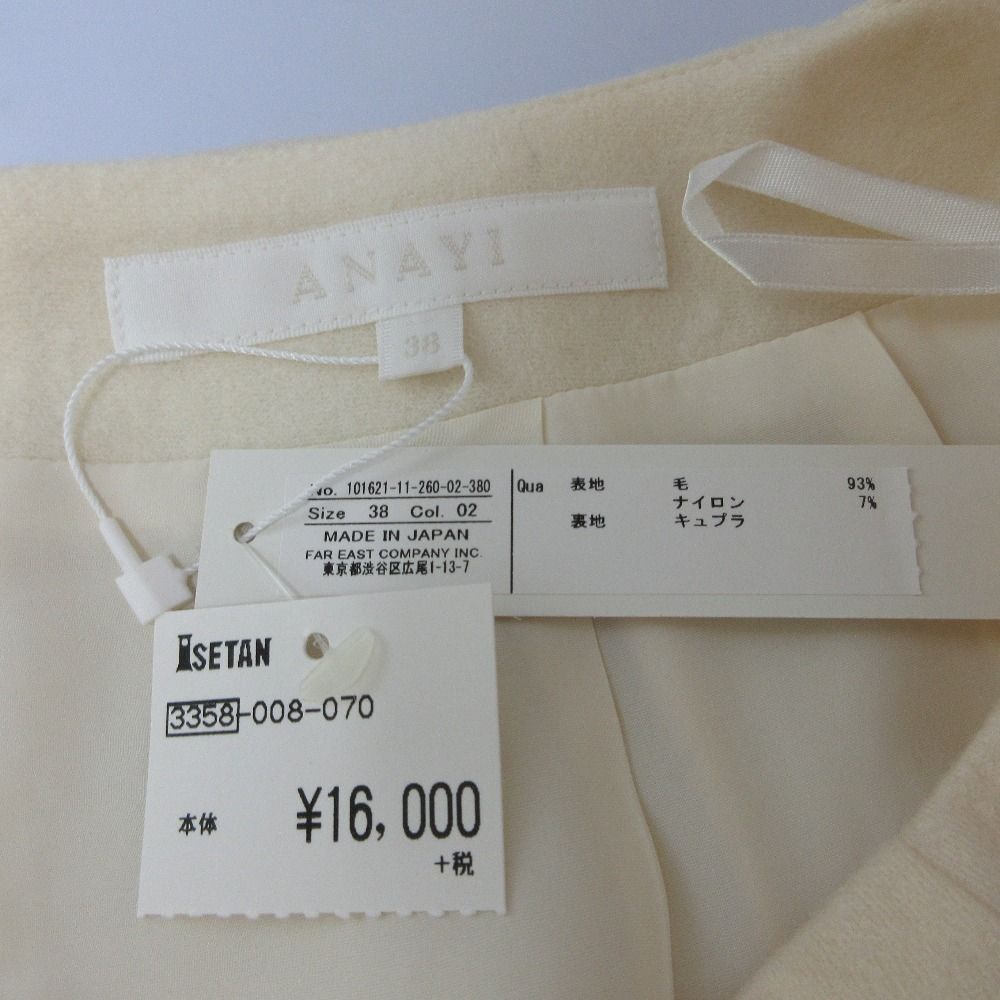 ANAYI
38
No. 101621-11-260-02-380
Size 38 Col. 02
MADE IN JAPAN
FAR EAST COMPANY INC.
東京都渋谷区広尾1-13-7
Qua 表地 毛 93%
ナイロン 7%
裏地 キュプラ
ISETAN
3358-008-070
本体 ¥16,000
+税